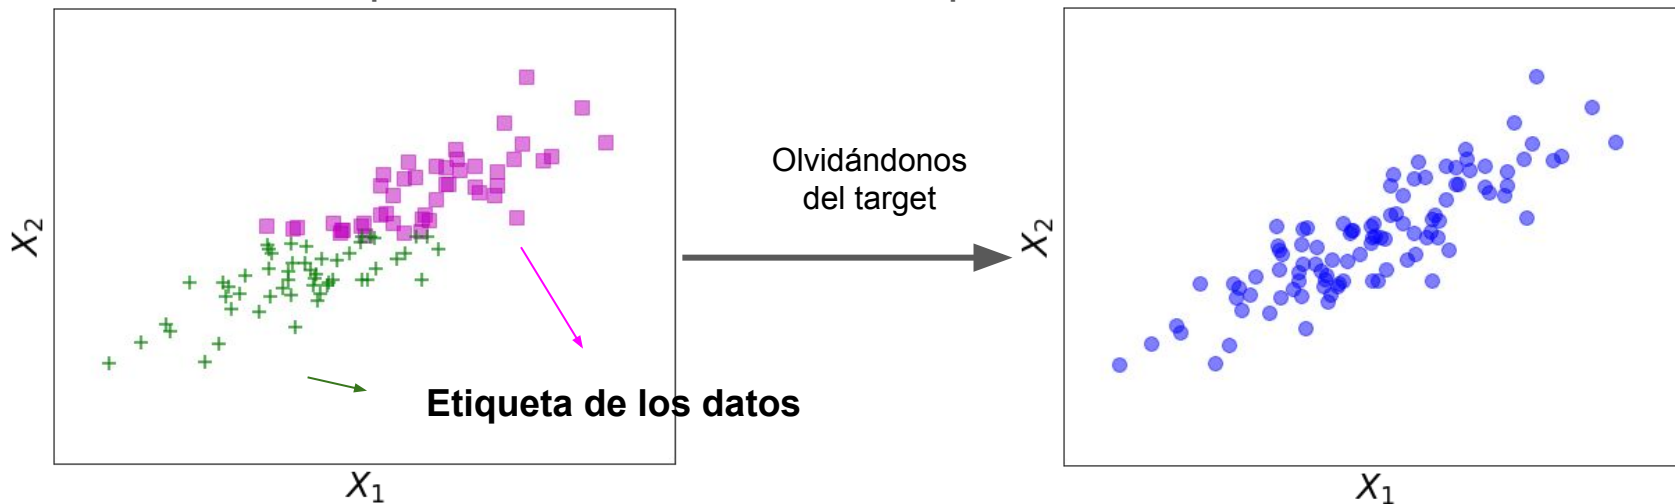 X₂
Olvidándonos
del target
X₂
Etiqueta de los datos
X₁
X₁